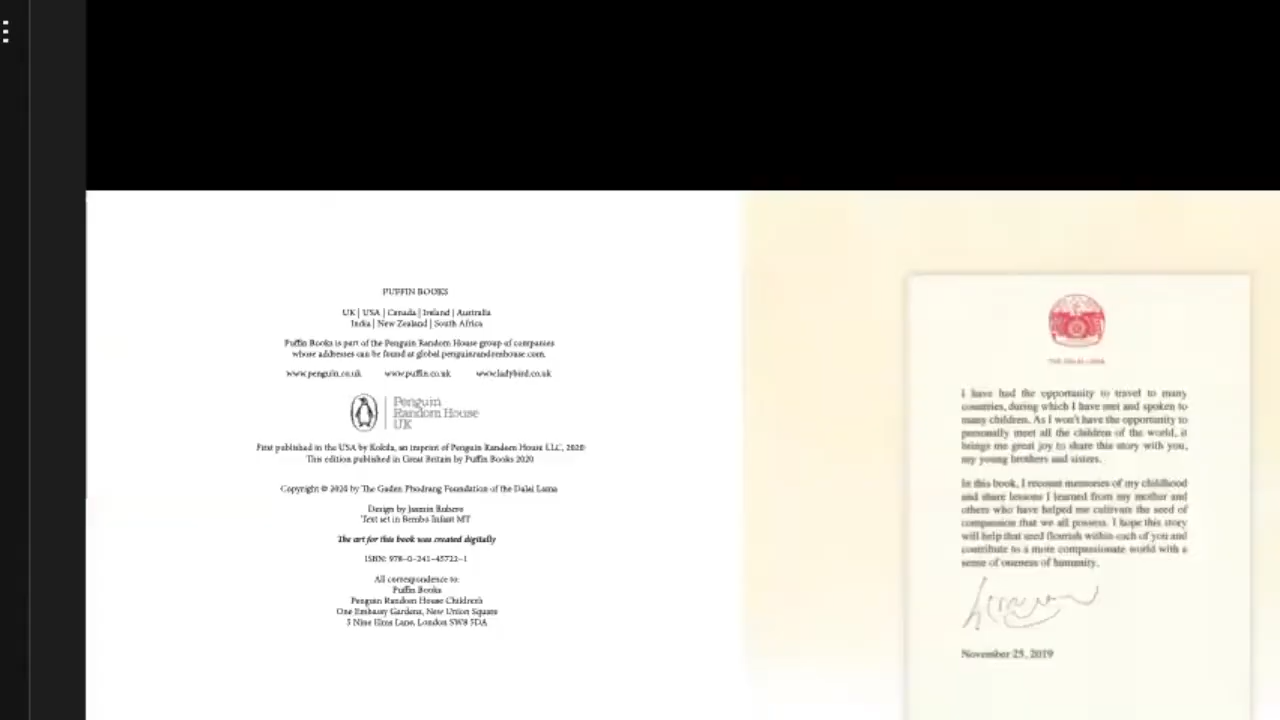 PUFFIN BOOKS
UK | USA | Canada | Ireland | Australia
India | New Zealand | South Africa
Puffin Books is part of the Penguin Random House group of companies
whose addresses can be found at global.penguinrandomhouse.com.
www.penguin.co.uk www.puffin.co.uk www.ladybird.co.uk
Penguin
Random House
UK
First published in the USA by Kokila, an imprint of Penguin Random House LLC, 2020
This edition published in Great Britain by Puffin Books 2020
Copyright © 2020 by The Gaden Phodrang Foundation of the Dalai Lama
Design by Jasmin Rubero
Text set in Bembo Infant MT
The art for this book was created digitally
ISBN: 978-0-241-45722-1
All correspondence to:
Puffin Books
Penguin Random House Children's
One Embassy Gardens, New Union Square
5 Nine Elms Lane, London SW8 5DA
THE DALAI LAMA
I have had the opportunity to travel to many
countries, during which I have met and spoken to
many children. As I won't have the opportunity to
personally meet all the children of the world, it
brings me great joy to share this story with you,
my young brothers and sisters.
In this book, I recount memories of my childhood
and share lessons I learned from my mother and
others who have helped me cultivate the seed of
compassion that we all possess. I hope this story
will help that seed flourish within each of you and
contribute to a more compassionate world with a
sense of oneness of humanity.
November 25, 2019